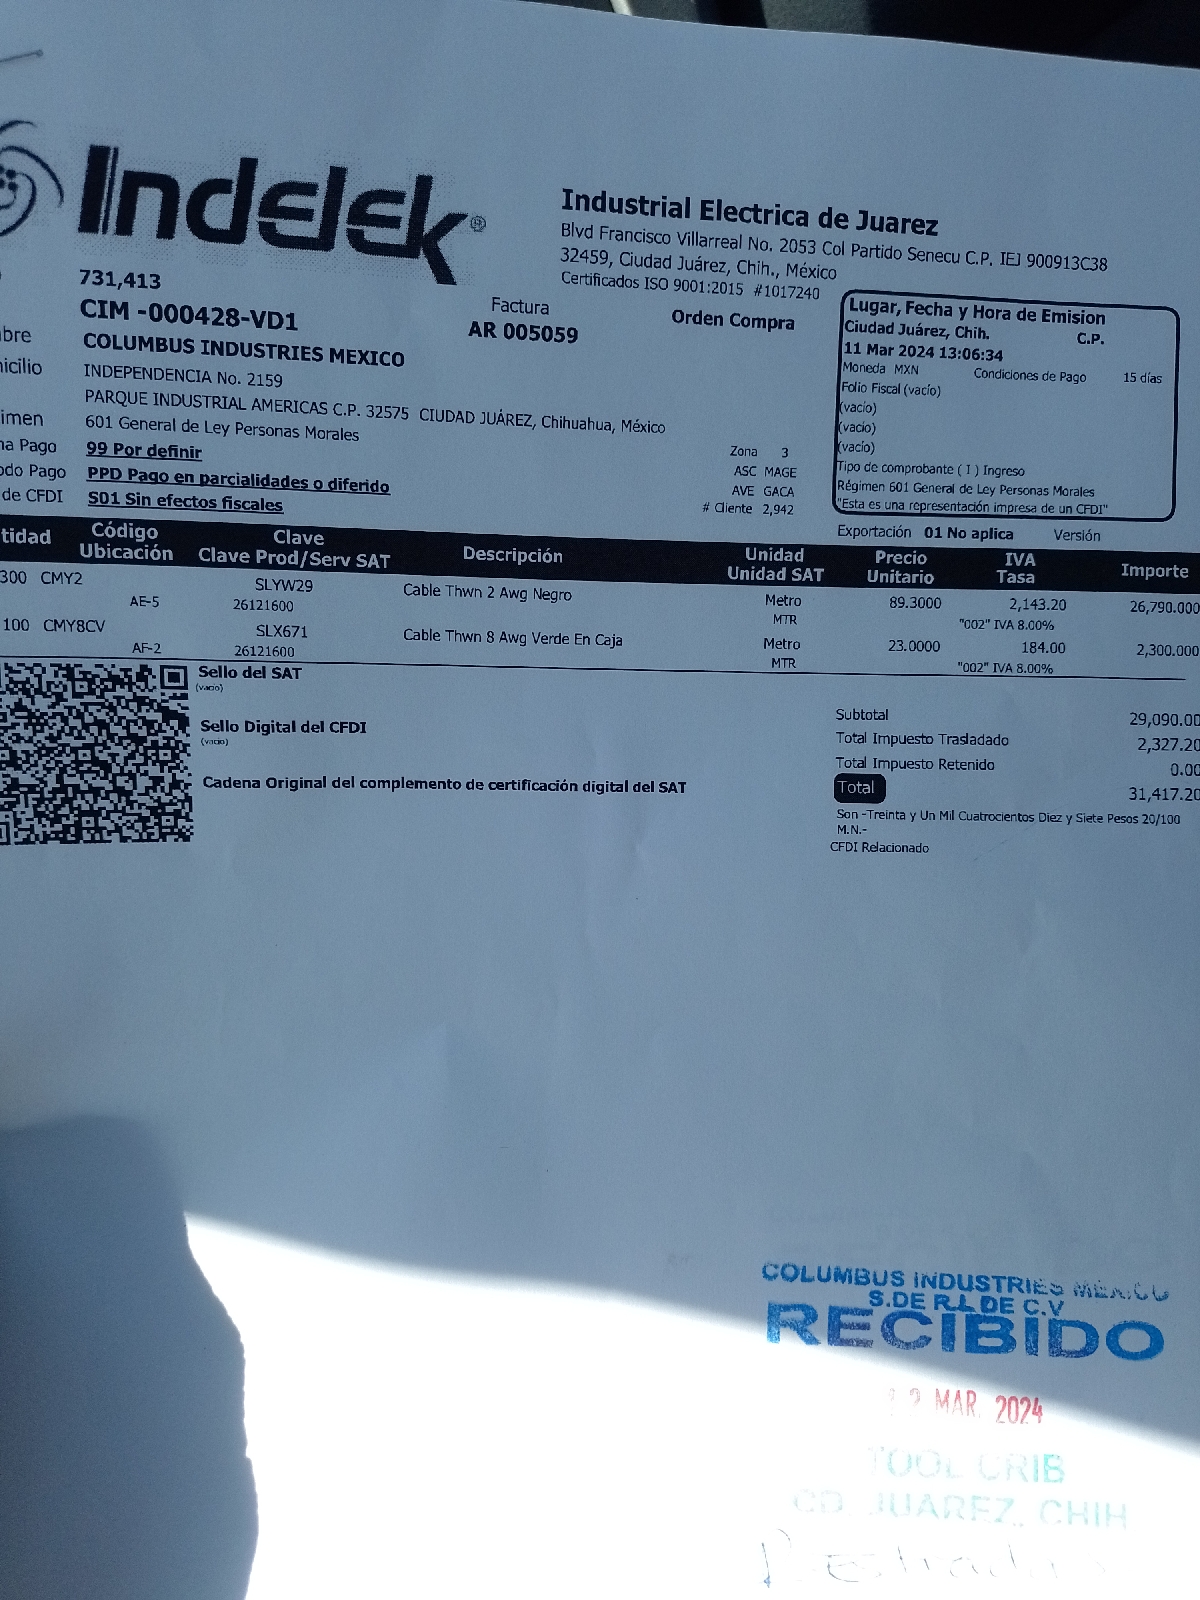 Indelek®
Industrial Electrica de Juarez
Blvd Francisco Villarreal No. 2053 Col Partido Senecu C.P. IEJ 900913C38
32459, Ciudad Juárez, Chih., México
Certificados ISO 9001:2015 #1017240
731,413
CIM -000428-VD1
Factura
AR 005059
Orden Compra
Lugar, Fecha y Hora de Emision
Ciudad Juárez, Chih. C.P.
11 Mar 2024 13:06:34
Moneda MXN Condiciones de Pago 15 días
Folio Fiscal (vacío)
(vacío)
(vacío)
(vacío)
Tipo de comprobante ( I ) Ingreso
Régimen 601 General de Ley Personas Morales
"Esta es una representación impresa de un CFDI"
bre COLUMBUS INDUSTRIES MEXICO
icilio INDEPENDENCIA No. 2159
PARQUE INDUSTRIAL AMERICAS C.P. 32575 CIUDAD JUÁREZ, Chihuahua, México
imen 601 General de Ley Personas Morales
na Pago 99 Por definir
odo Pago PPD Pago en parcialidades o diferido
de CFDI S01 Sin efectos fiscales
Zona 3
ASC MAGE
AVE GACA
# Cliente 2,942
Exportación 01 No aplica Versión
tidad Código Ubicación Clave Clave Prod/Serv SAT Descripción Unidad Unidad SAT Precio Unitario IVA Tasa Importe
300 CMY2 SLYW29 Cable Thwn 2 Awg Negro Metro 89.3000 2,143.20 26,790.000
AE-5 26121600 MTR "002" IVA 8.00%
100 CMY8CV SLX671 Cable Thwn 8 Awg Verde En Caja Metro 23.0000 184.00 2,300.000
AF-2 26121600 MTR "002" IVA 8.00%
Sello del SAT
(vacio)
Sello Digital del CFDI
(vacio)
Cadena Original del complemento de certificación digital del SAT
Subtotal 29,090.00
Total Impuesto Trasladado 2,327.20
Total Impuesto Retenido 0.00
Total 31,417.20
Son -Treinta y Un Mil Cuatrocientos Diez y Siete Pesos 20/100
M.N.-
CFDI Relacionado
COLUMBUS INDUSTRIES MEXICO
S.DE R.L DE C.V
RECIBIDO
12 MAR. 2024
TOOL CRIB
CD. JUAREZ, CHIH